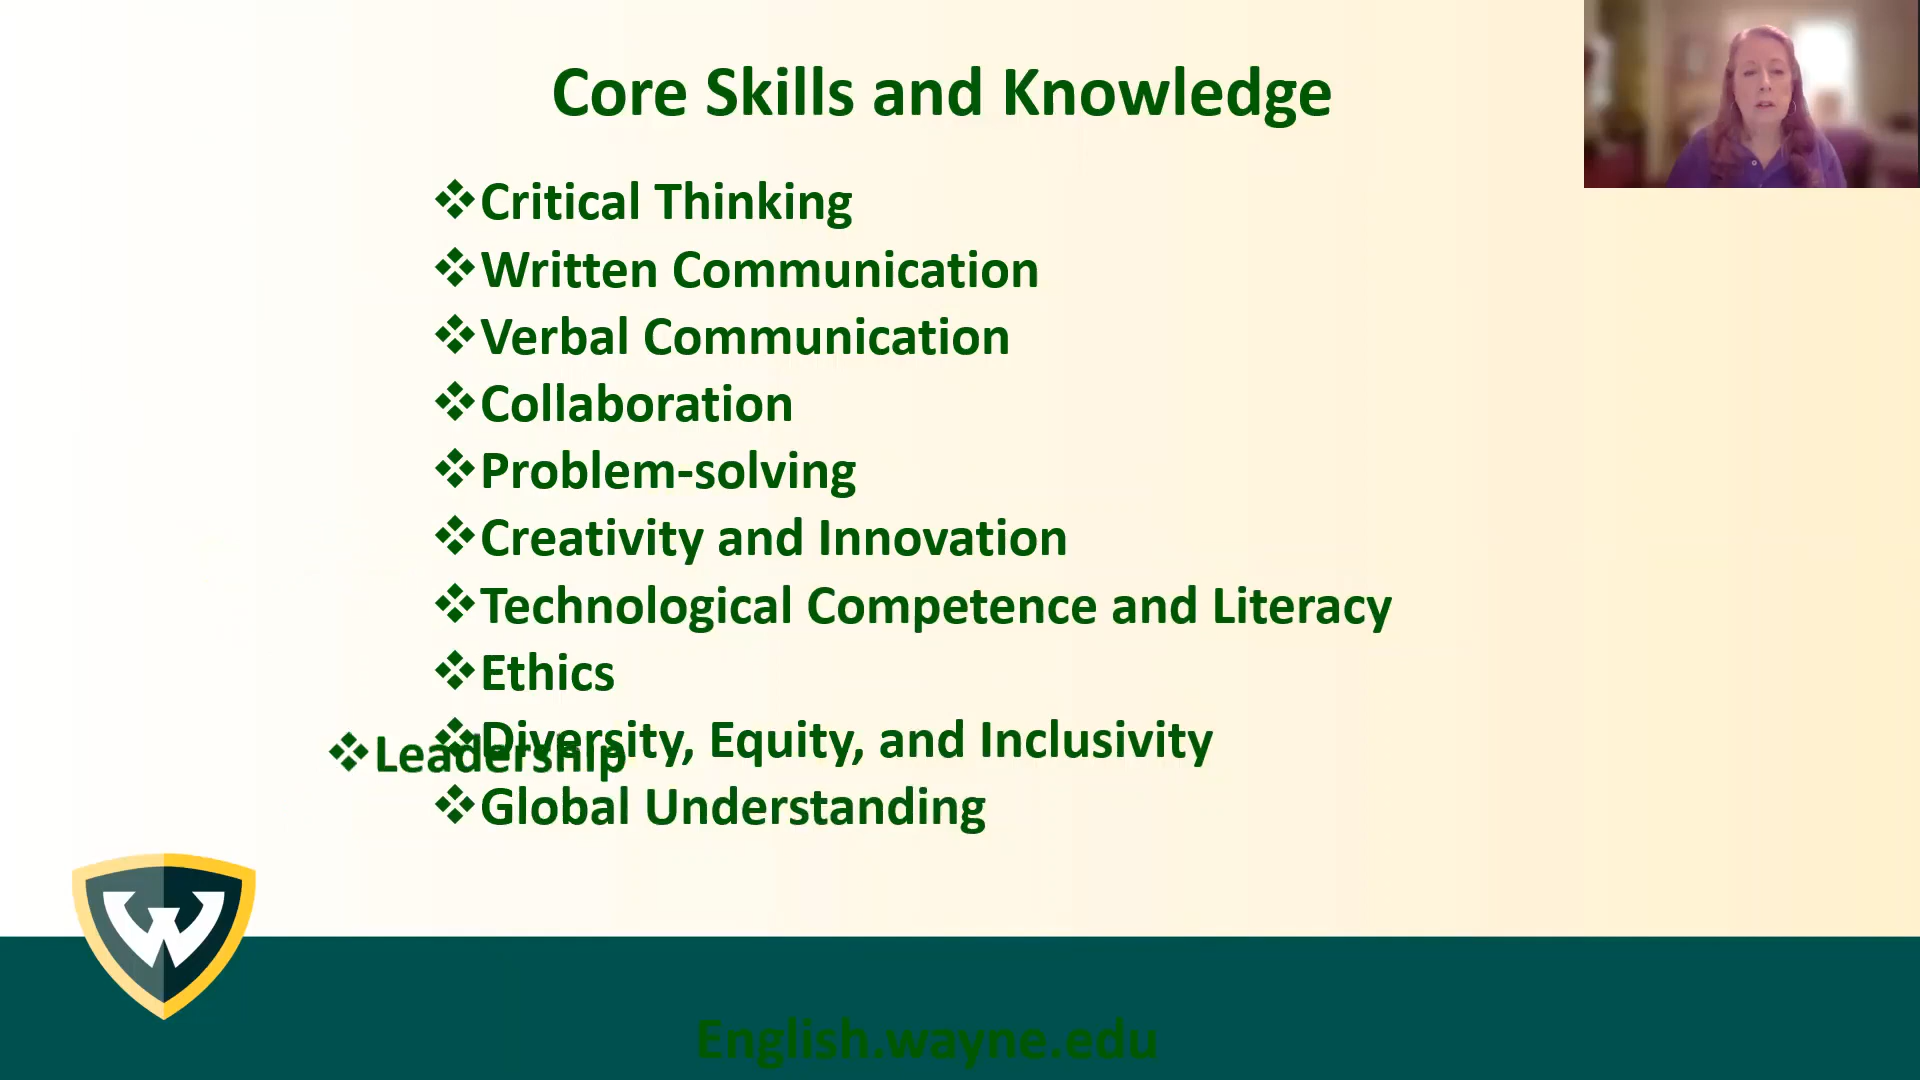 Core Skills and Knowledge
❖Critical Thinking
❖Written Communication
❖Verbal Communication
❖Collaboration
❖Problem-solving
❖Creativity and Innovation
❖Technological Competence and Literacy
❖Ethics
❖Diversity, Equity, and Inclusivity
❖Leadership
❖Global Understanding
W
English.wayne.edu